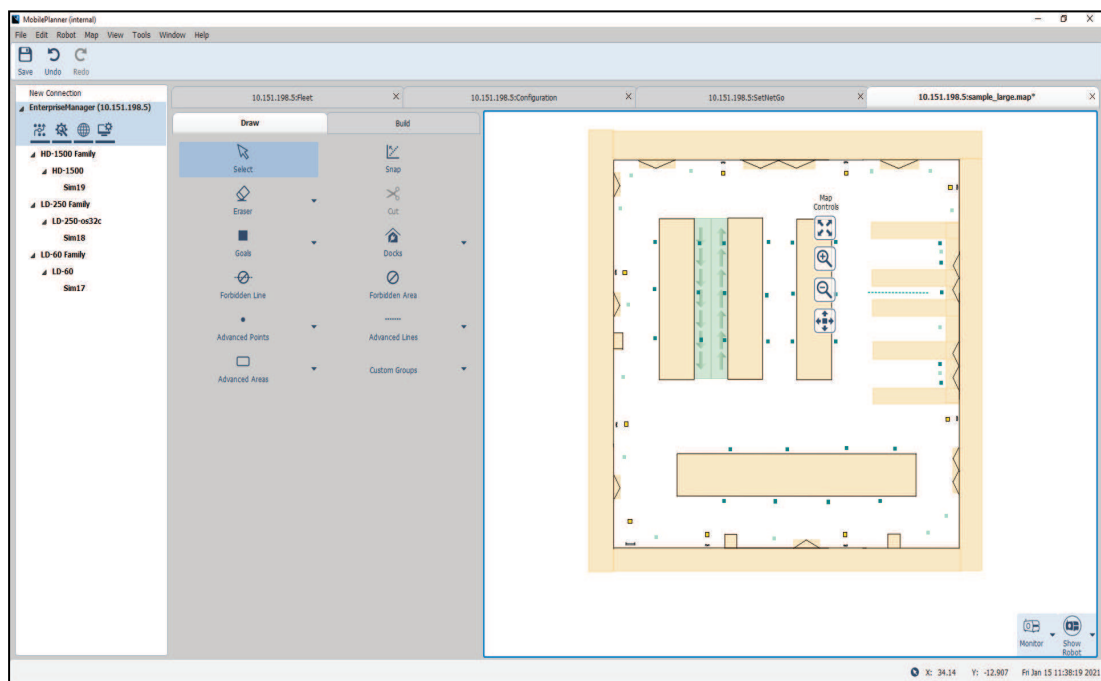 MobilePlanner (internal)
File Edit Robot Map View Tools Window Help
Save Undo Redo
New Connection
EnterpriseManager (10.151.198.5)
HD-1500 Family
HD-1500
Sim19
LD-250 Family
LD-250-os32c
Sim18
LD-60 Family
LD-60
Sim17
10.151.198.5:Fleet
10.151.198.5:Configuration
10.151.198.5:SetNetGo
10.151.198.5:sample_large.map*
Draw
Build
Select
Snap
Eraser
Cut
Goals
Docks
Forbidden Line
Forbidden Area
Advanced Points
Advanced Lines
Advanced Areas
Custom Groups
Map
Controls
Monitor
Show
Robot
X: 34.14 Y: -12.907 Fri Jan 15 11:38:19 2021